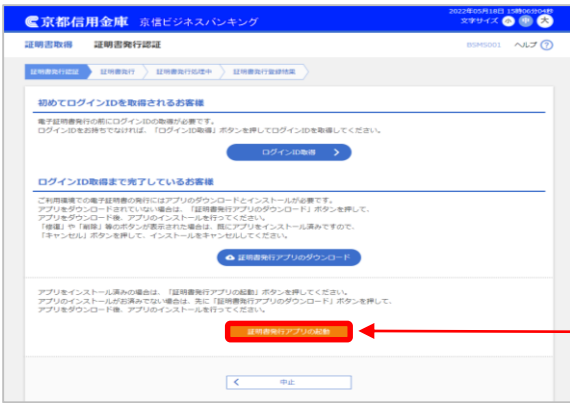 2022年05月18日 15時06分04秒
京都信用金庫 京信ビジネスバンキング
文字サイズ 小 中 大
証明書取得 証明書発行認証
BSMS001 ヘルプ ?
証明書発行認証 証明書発行 証明書発行処理中 証明書発行登録結果
初めてログインIDを取得されるお客様
電子証明書発行の前にログインIDの取得が必要です。
ログインIDをお持ちでなければ、「ログインID取得」ボタンを押してログインIDを取得してください。
ログインID取得
ログインID取得まで完了しているお客様
ご利用環境での電子証明書の発行にはアプリのダウンロードとインストールが必要です。
アプリをダウンロードされていない場合は、「証明書発行アプリのダウンロード」ボタンを押して、
アプリをダウンロード後、アプリのインストールを行ってください。
「修復」や「削除」等のボタンが表示された場合は、既にアプリをインストール済みですので、
「キャンセル」ボタンを押して、インストールをキャンセルしてください。
証明書発行アプリのダウンロード
アプリをインストール済みの場合は、「証明書発行アプリの起動」ボタンを押してください。
アプリのインストールがお済みでない場合は、先に「証明書発行アプリのダウンロード」ボタンを押して、
アプリをダウンロード後、アプリのインストールを行ってください。
証明書発行アプリの起動
中止